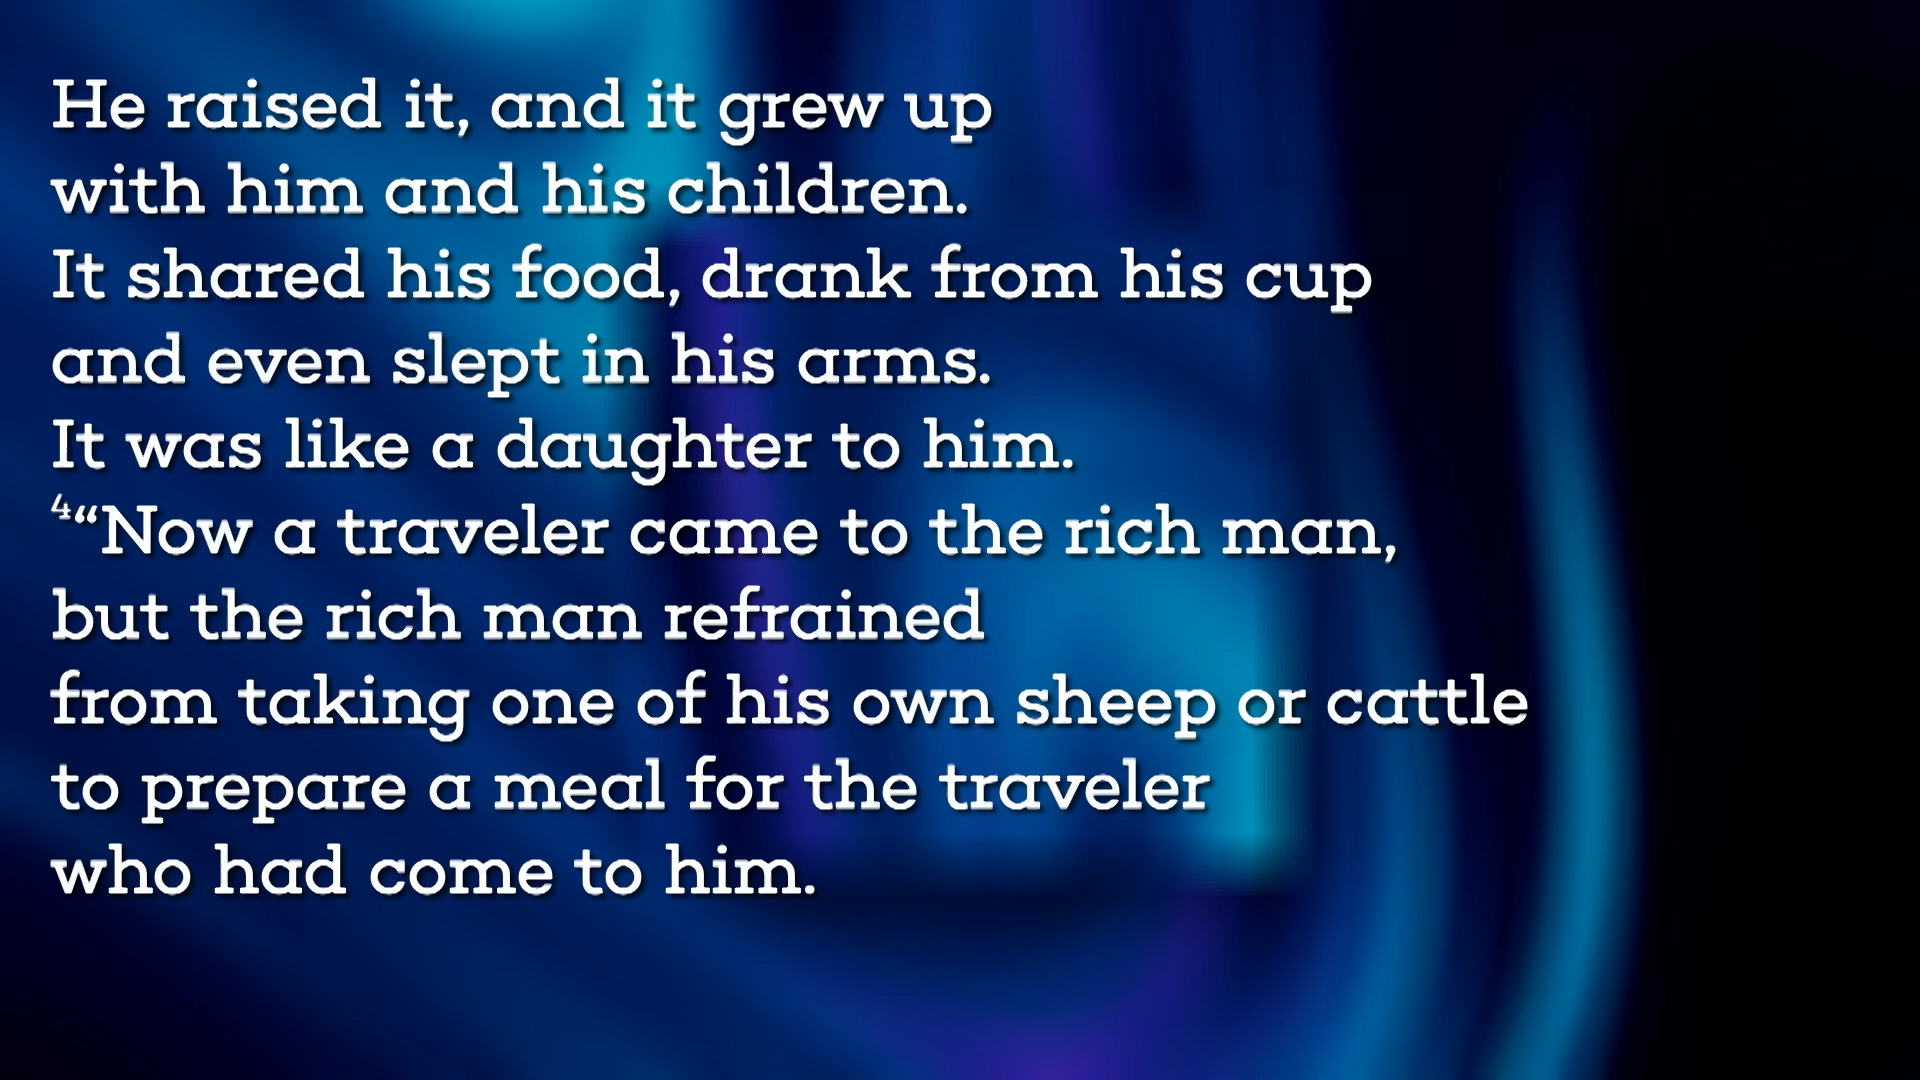 He raised it, and it grew up
with him and his children.
It shared his food, drank from his cup
and even slept in his arms.
It was like a daughter to him.
⁴“Now a traveler came to the rich man,
but the rich man refrained
from taking one of his own sheep or cattle
to prepare a meal for the traveler
who had come to him.